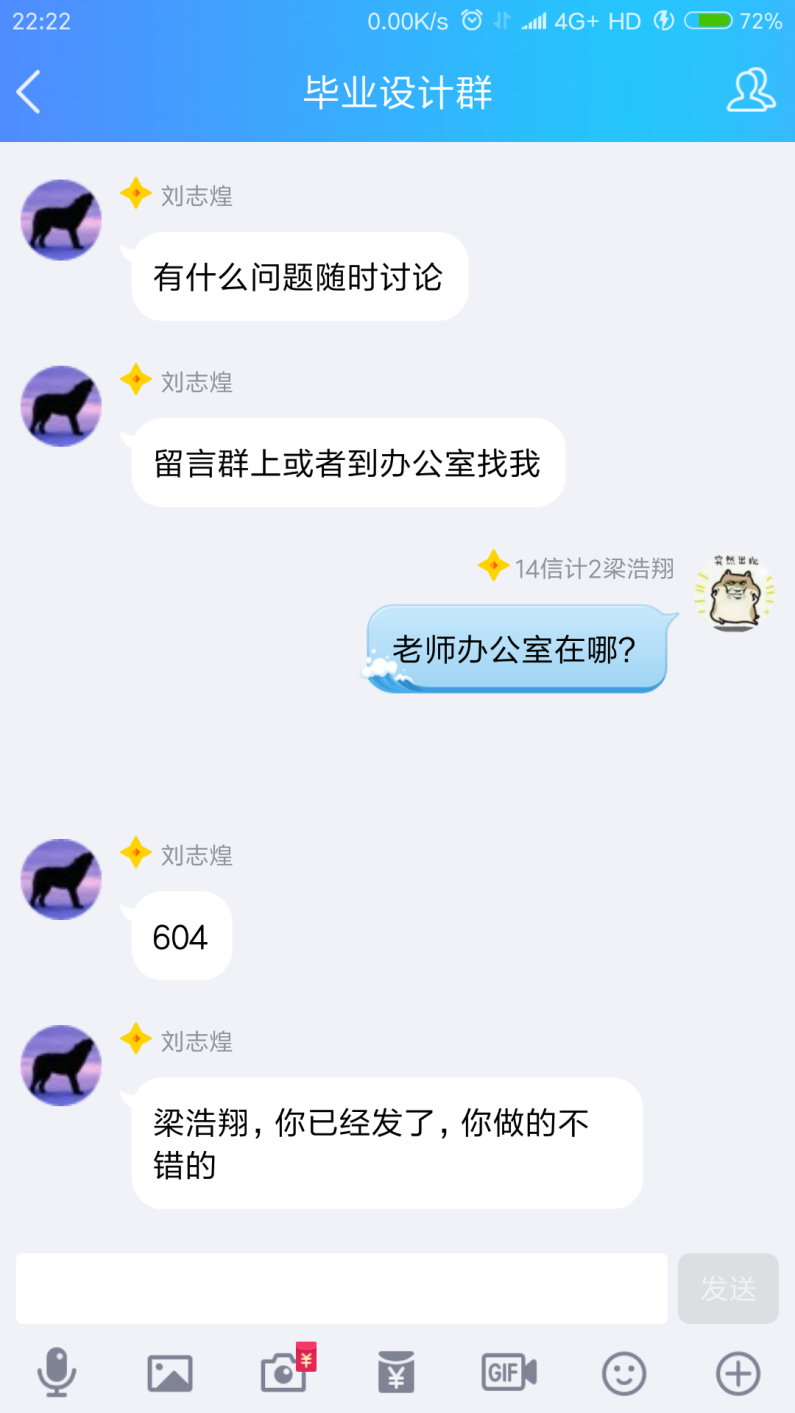 22:22
0.00K/s 4G+ HD 72%
毕业设计群
刘志煌
有什么问题随时讨论
刘志煌
留言群上或者到办公室找我
14信计2梁浩翔
老师办公室在哪?
刘志煌
604
刘志煌
梁浩翔,你已经发了,你做的不
错的
发送
¥
¥
GIF